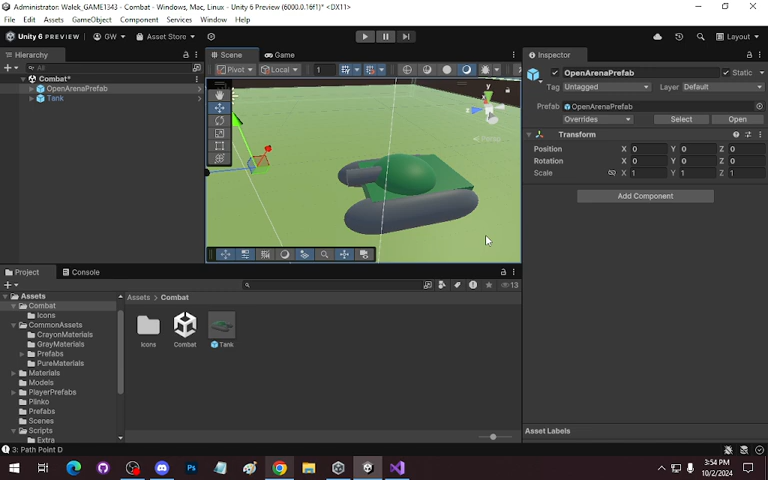 Administrator: Walek_GAME1343 - Combat - Windows, Mac, Linux - Unity 6 Preview (6000.0.16f1)* <DX11>
File Edit Assets GameObject Component Services Window Help
Unity 6 PREVIEW GW Asset Store Layout
Hierarchy
All
Combat*
OpenArenaPrefab
Tank
Scene Game
Pivot Local 1
y
Persp
Inspector
OpenArenaPrefab Static
Tag Untagged Layer Default
Prefab OpenArenaPrefab
Overrides Select Open
Transform
Position X 0 Y 0 Z 0
Rotation X 0 Y 0 Z 0
Scale X 1 Y 1 Z 1
Add Component
Project Console
13
Assets
Combat
Icons
CommonAssets
CrayonMaterials
GrayMaterials
Prefabs
PureMaterials
Materials
Models
PlayerPrefabs
Plinko
Prefabs
Scenes
Scripts
Extra
Assets > Combat
Icons Combat Tank
Asset Labels
3: Path Point D
3:54 PM
10/2/2024